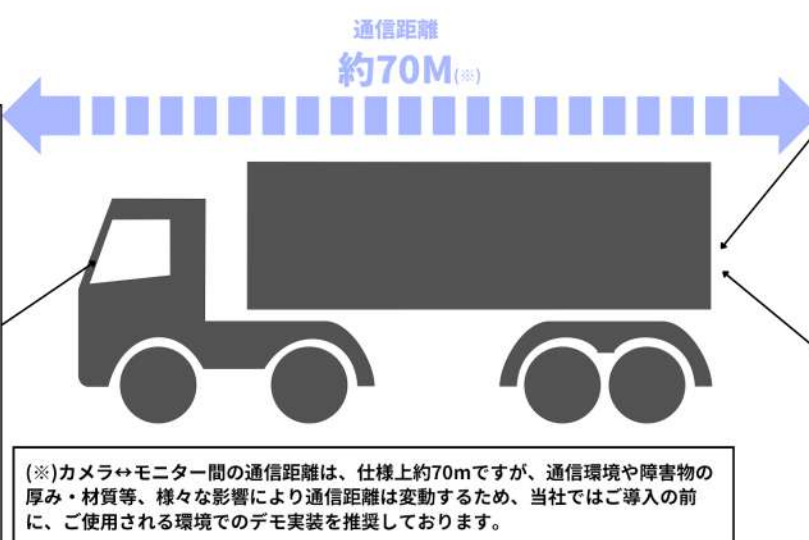 通信距離
約70M(※)
(※)カメラ↔モニター間の通信距離は、仕様上約70mですが、通信環境や障害物の
厚み・材質等、様々な影響により通信距離は変動するため、当社ではご導入の前
に、ご使用される環境でのデモ実装を推奨しております。